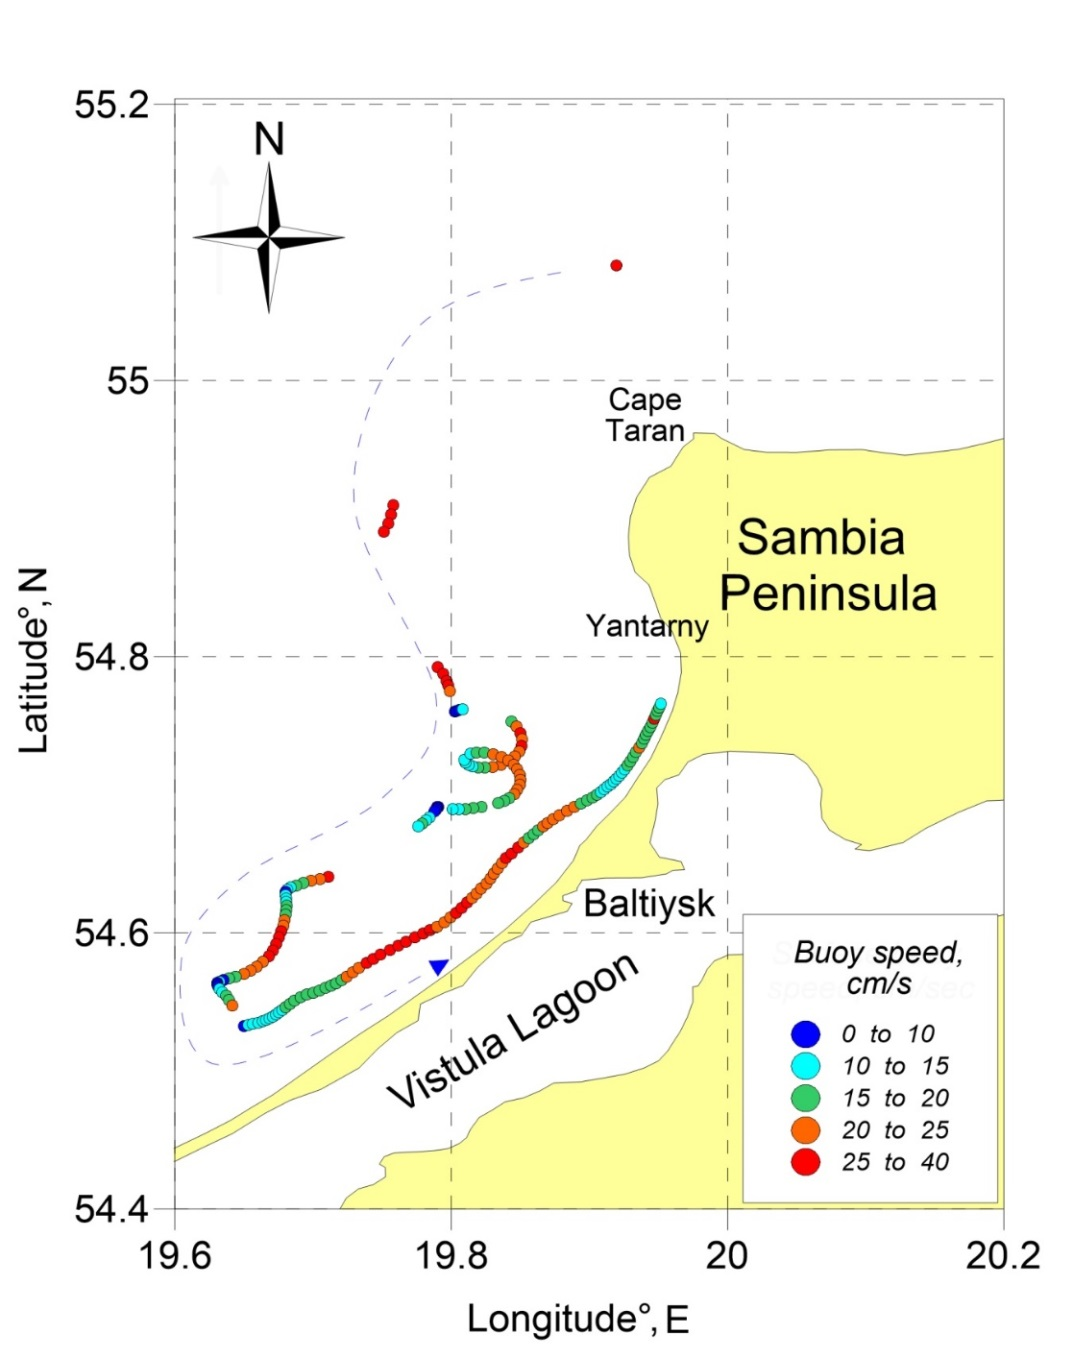 55.2
N
55
Cape
Taran
Sambia
Peninsula
Yantarny
54.8
Latitude°, N
Baltiysk
54.6
Vistula Lagoon
Buoy speed,
cm/s
0 to 10
10 to 15
15 to 20
20 to 25
25 to 40
54.4
19.6
19.8
20
20.2
Longitude°, E